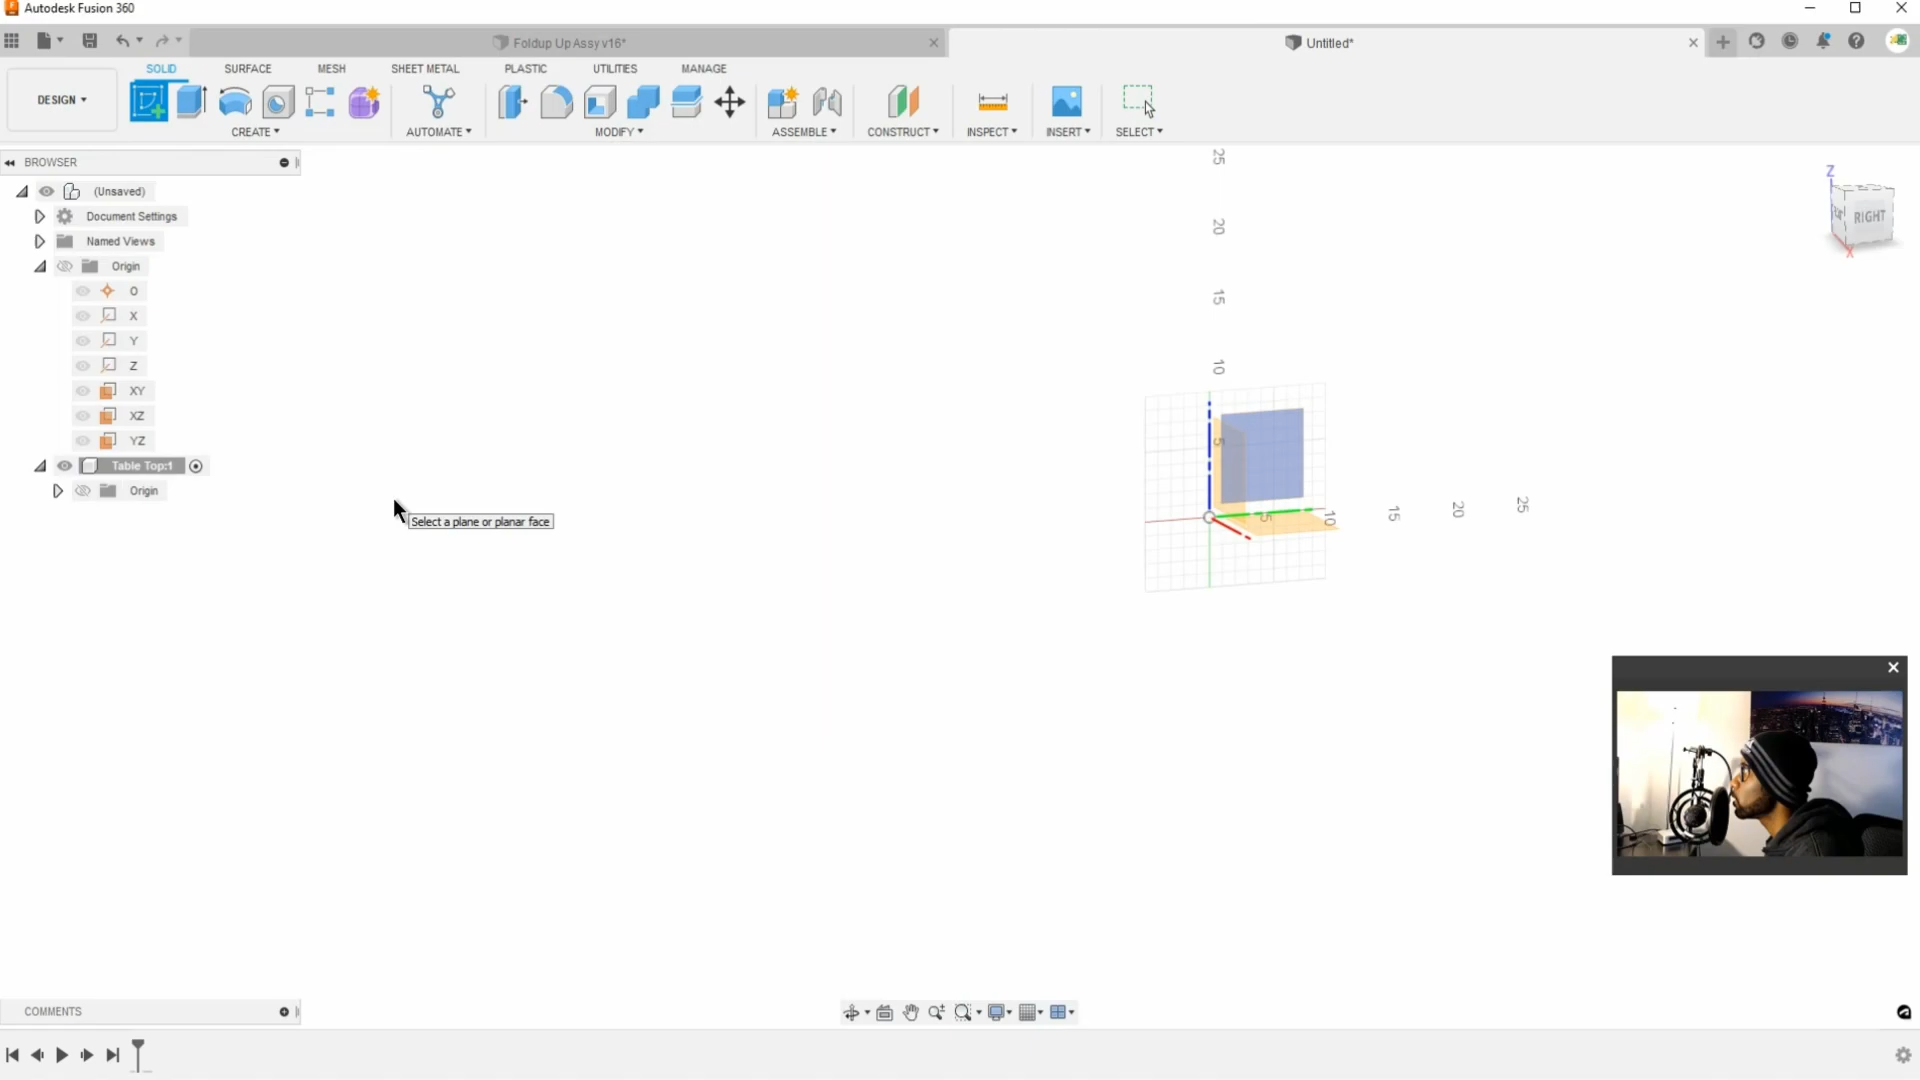 Autodesk Fusion 360
Foldup Up Assy v16*
Untitled*
DESIGN
SOLID SURFACE MESH SHEET METAL PLASTIC UTILITIES MANAGE
CREATE AUTOMATE MODIFY ASSEMBLE CONSTRUCT INSPECT INSERT SELECT
BROWSER
(Unsaved)
Document Settings
Named Views
Origin
O
X
Y
Z
XY
XZ
YZ
Table Top:1
Origin
Select a plane or planar face
25
20
15
10
5
5 10 15 20 25
Z
RIGHT
X
COMMENTS